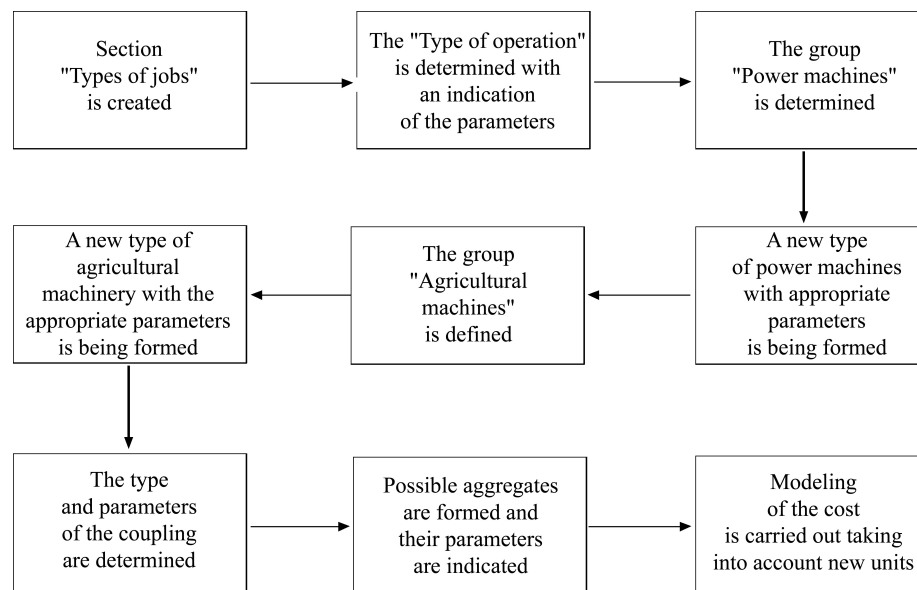 Section
"Types of jobs"
is created
The "Type of operation"
is determined with
an indication
of the parameters
The group
"Power machines"
is determined
A new type
of power machines
with appropriate
parameters
is being formed
The group
"Agricultural
machines"
is defined
A new type of
agricultural
machinery with the
appropriate parameters
is being formed
The type
and parameters
of the coupling
are determined
Possible aggregates
are formed and
their parameters
are indicated
Modeling
of the cost
is carried out taking
into account new units